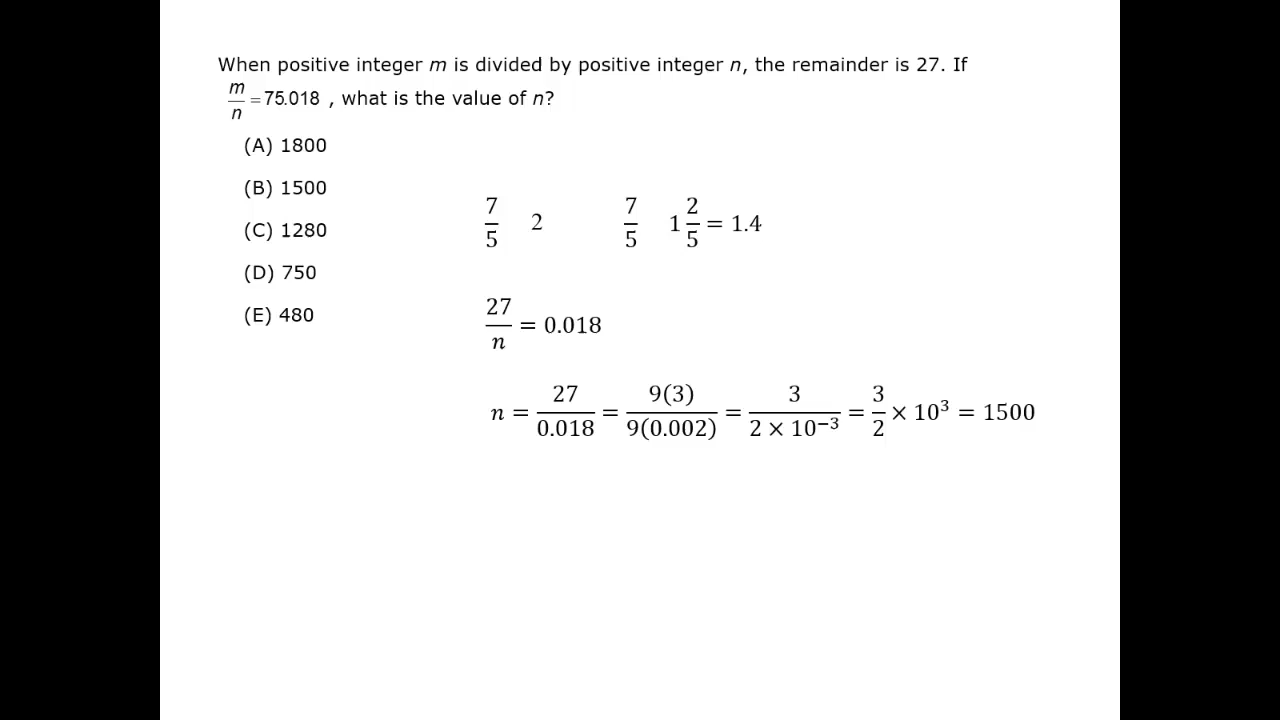 When positive integer m is divided by positive integer n, the remainder is 27. If
m/n = 75.018 , what is the value of n?
(A) 1800
(B) 1500
(C) 1280
(D) 750
(E) 480
7/5 2 7/5 1 2/5 = 1.4
27/n = 0.018
n = 27/0.018 = 9(3)/9(0.002) = 3/2 × 10⁻³ = 3/2 × 10³ = 1500